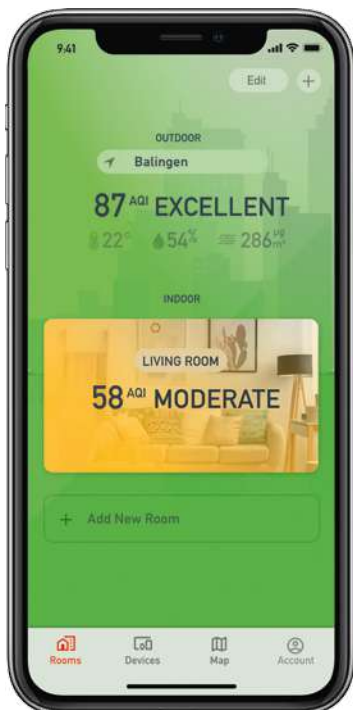 9:41
Edit +
OUTDOOR
Balingen
87 AQI EXCELLENT
22° 54% 286 µg/m³
INDOOR
LIVING ROOM
58 AQI MODERATE
+ Add New Room
Rooms Devices Map Account